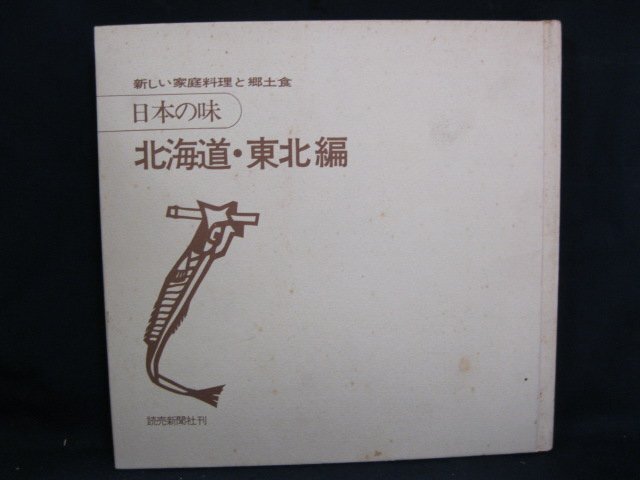 新しい家庭料理と郷土食
日本の味
北海道・東北編
読売新聞社刊